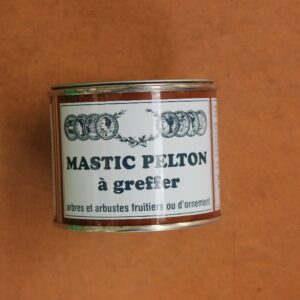 MASTIC PELTON
à greffer
arbres et arbustes fruitiers ou d'ornement